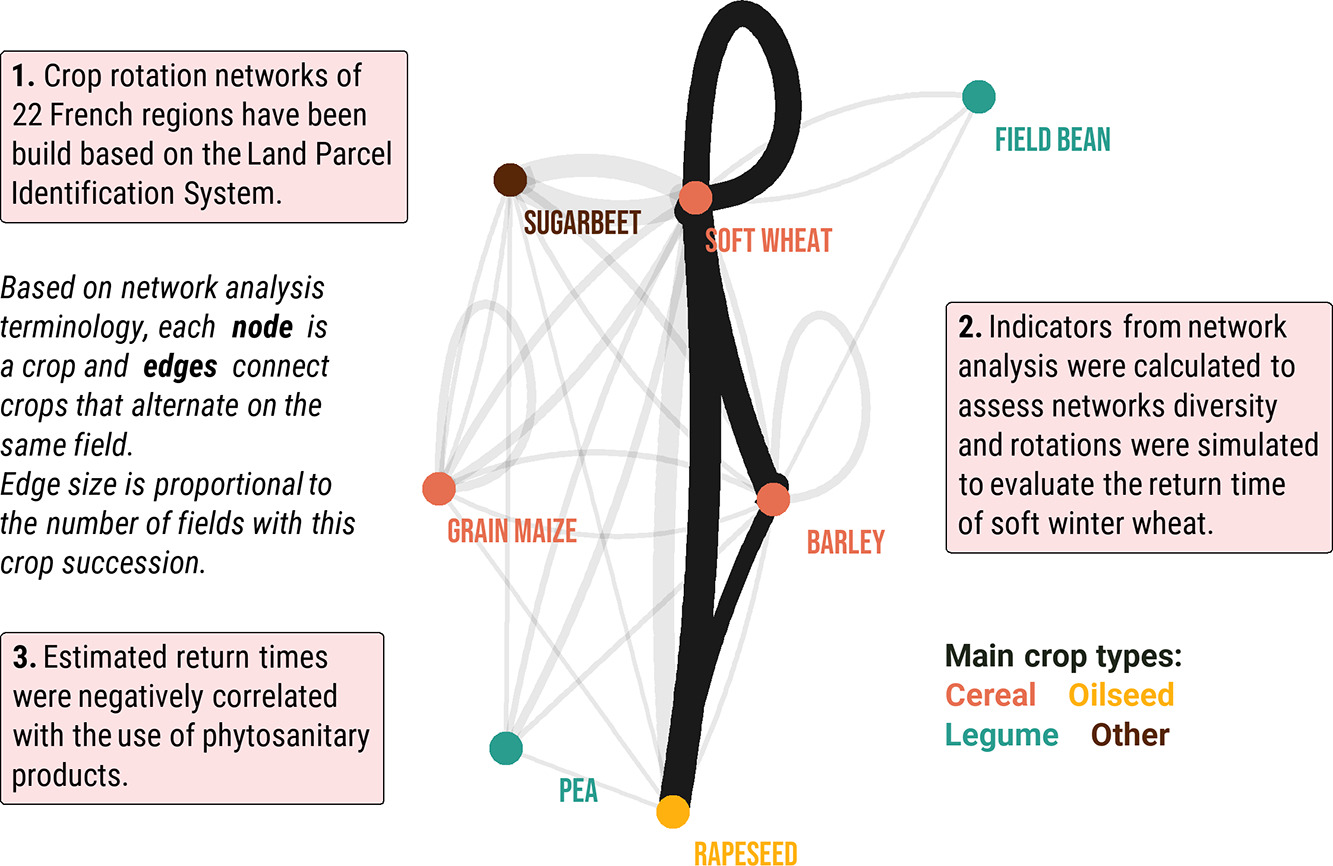 1. Crop rotation networks of
22 French regions have been
build based on the Land Parcel
Identification System.
Based on network analysis
terminology, each node is
a crop and edges connect
crops that alternate on the
same field.
Edge size is proportional to
the number of fields with this
crop succession.
3. Estimated return times
were negatively correlated
with the use of phytosanitary
products.
FIELD BEAN
SUGARBEET
SOFT WHEAT
GRAIN MAIZE
BARLEY
PEA
RAPESEED
2. Indicators from network
analysis were calculated to
assess networks diversity
and rotations were simulated
to evaluate the return time
of soft winter wheat.
Main crop types:
Cereal Oilseed
Legume Other